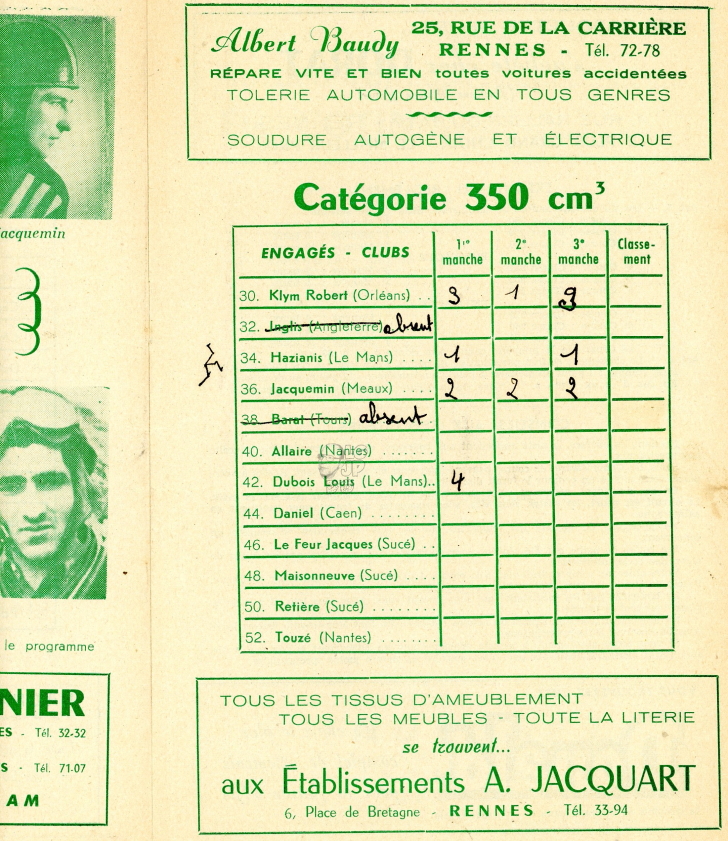 acquemin
le programme
NIER
ES - Tél. 32-32
S - Tél. 71-07
AM
Albert Baudy
25, RUE DE LA CARRIÈRE
RENNES - Tél. 72-78
RÉPARE VITE ET BIEN toutes voitures accidentées
TOLERIE AUTOMOBILE EN TOUS GENRES
SOUDURE AUTOGÈNE ET ÉLECTRIQUE
Catégorie 350 cm³
ENGAGÉS - CLUBS 1re manche 2e manche 3e manche Classe-ment
30. Klym Robert (Orléans) . . 3 1 3
32. Inglis (Angleterre) absent
34. Hazianis (Le Mans) .... 1 1
36. Jacquemin (Meaux) .... 2 2 2
38. Barat (Tours) absent
40. Allaire (Nantes) .......
42. Dubois Louis (Le Mans).. 4
44. Daniel (Caen) ........
46. Le Feur Jacques (Sucé) . .
48. Maisonneuve (Sucé) ....
50. Retière (Sucé) ........
52. Touzé (Nantes) .......
TOUS LES TISSUS D'AMEUBLEMENT
TOUS LES MEUBLES - TOUTE LA LITERIE
se trouvent...
aux Établissements A. JACQUART
6, Place de Bretagne - RENNES - Tél. 33-94